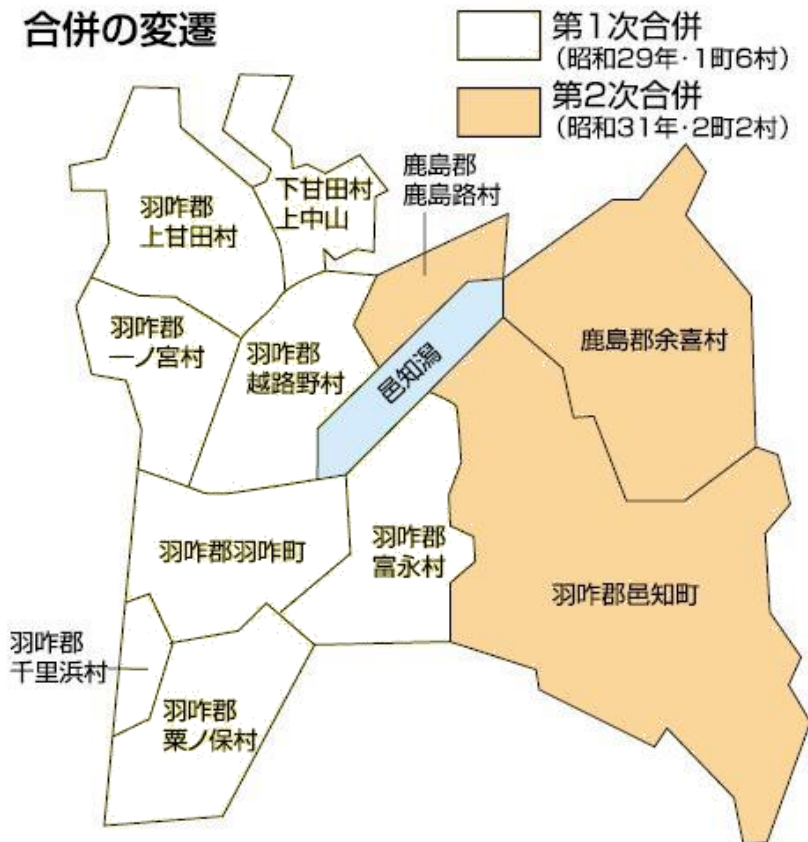 合併の変遷
第1次合併
(昭和29年・1町6村)
第2次合併
(昭和31年・2町2村)
鹿島郡
鹿島路村
下甘田村
上中山
羽咋郡
上甘田村
羽咋郡
一ノ宮村
羽咋郡
越路野村
邑知潟
鹿島郡余喜村
羽咋郡羽咋町
羽咋郡
富永村
羽咋郡邑知町
羽咋郡
千里浜村
羽咋郡
粟ノ保村